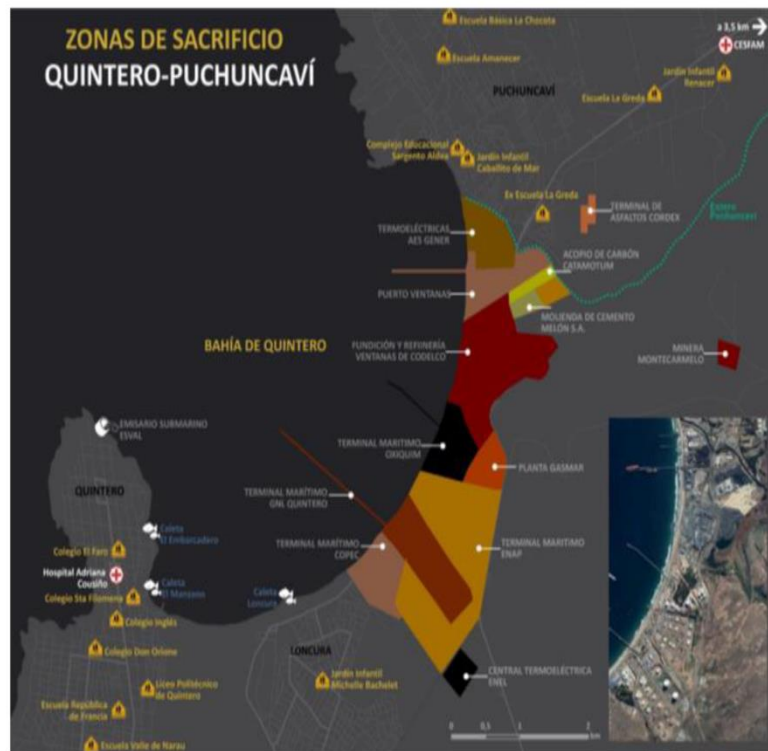 ZONAS DE SACRIFICIO
QUINTERO-PUCHUNCAVÍ
Escuela Básica La Chocota
a 3,5 km
CESFAM
Escuela Amanecer
Jardín Infantil
Renacer
PUCHUNCAVÍ
Escuela La Greda
Complejo Educacional
Sargento Aldea
Jardín Infantil
Caballito de Mar
Ex Escuela La Greda
TERMINAL DE
ASFALTOS CORDEX
Estero
Puchuncaví
TERMOELÉCTRICAS
AES GENER
ACOPIO DE CARBÓN
CATAMOTUM
PUERTO VENTANAS
MOLIENDA DE CEMENTO
MELÓN S.A.
BAHÍA DE QUINTERO
FUNDICIÓN Y REFINERÍA
VENTANAS DE CODELCO
MINERA
MONTECARMELO
EMISARIO SUBMARINO
ESVAL
TERMINAL MARITIMO
OXIQUIM
PLANTA GASMAR
QUINTERO
TERMINAL MARÍTIMO
GNL QUINTERO
Caleta
El Embarcadero
TERMINAL MARÍTIMO
COPEC
TERMINAL MARITIMO
ENAP
Colegio El Faro
Hospital Adriana
Cousiño
Caleta
El Manzano
Colegio Sta Filomena
Caleta
Loncura
Colegio Inglés
Colegio Don Orione
LONCURA
Liceo Politécnico
de Quintero
Jardín Infantil
Michelle Bachelet
CENTRAL TERMOELÉCTRICA
ENEL
Escuela República
de Francia
Escuela Valle de Narau
0 0,5 1 2
km